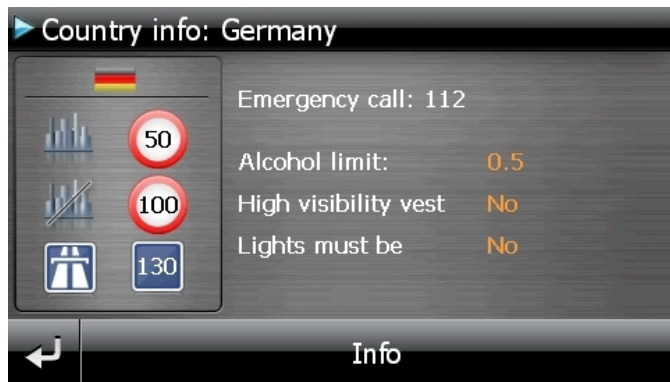 Country info: Germany
50
100
130
Emergency call: 112
Alcohol limit: 0.5
High visibility vest No
Lights must be No
Info